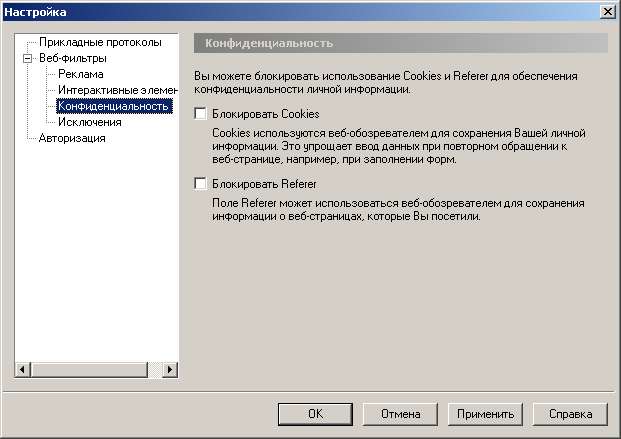 Настройка
Прикладные протоколы
Веб-фильтры
Реклама
Интерактивные элемен
Конфиденциальность
Исключения
Авторизация
Конфиденциальность
Вы можете блокировать использование Cookies и Referer для обеспечения
конфиденциальности личной информации.
Блокировать Cookies
Cookies используются веб-обозревателем для сохранения Вашей личной
информации. Это упрощает ввод данных при повторном обращении к
веб-странице, например, при заполнении форм.
Блокировать Referer
Поле Referer может использоваться веб-обозревателем для сохранения
информации о веб-страницах, которые Вы посетили.
OK
Отмена
Применить
Справка